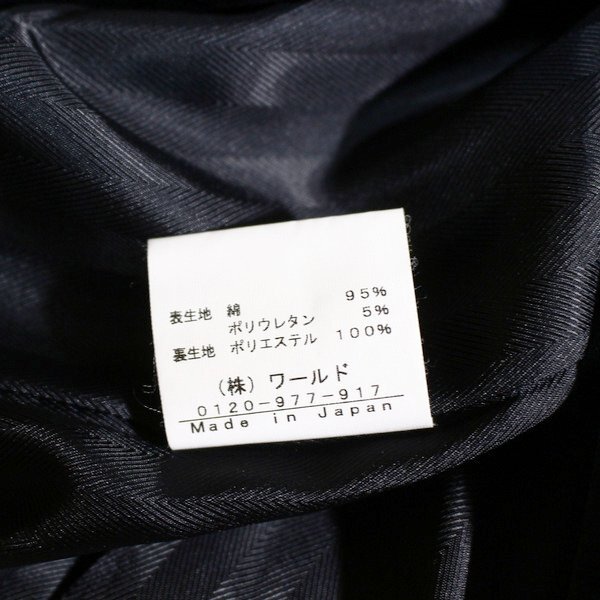 表生地 綿 95%
ポリウレタン 5%
裏生地 ポリエステル 100%
(株) ワールド
0120-977-917
Made in Japan